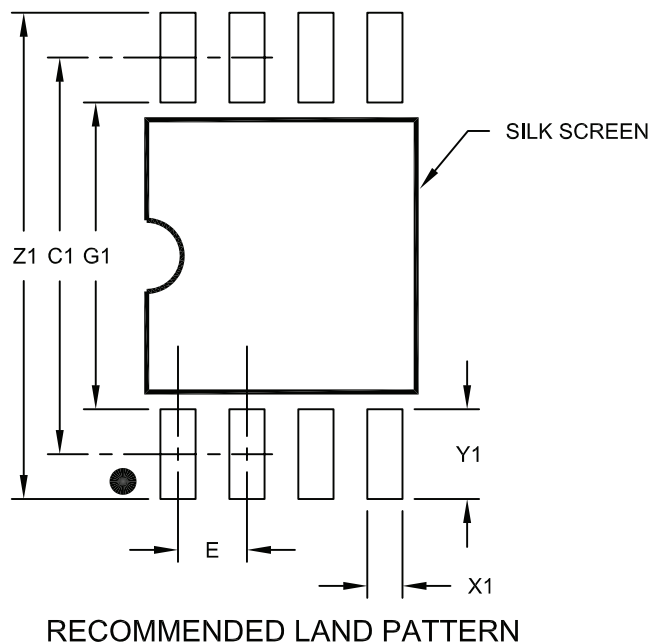 SILK SCREEN
Z1 C1 G1
Y1
E
X1
RECOMMENDED LAND PATTERN